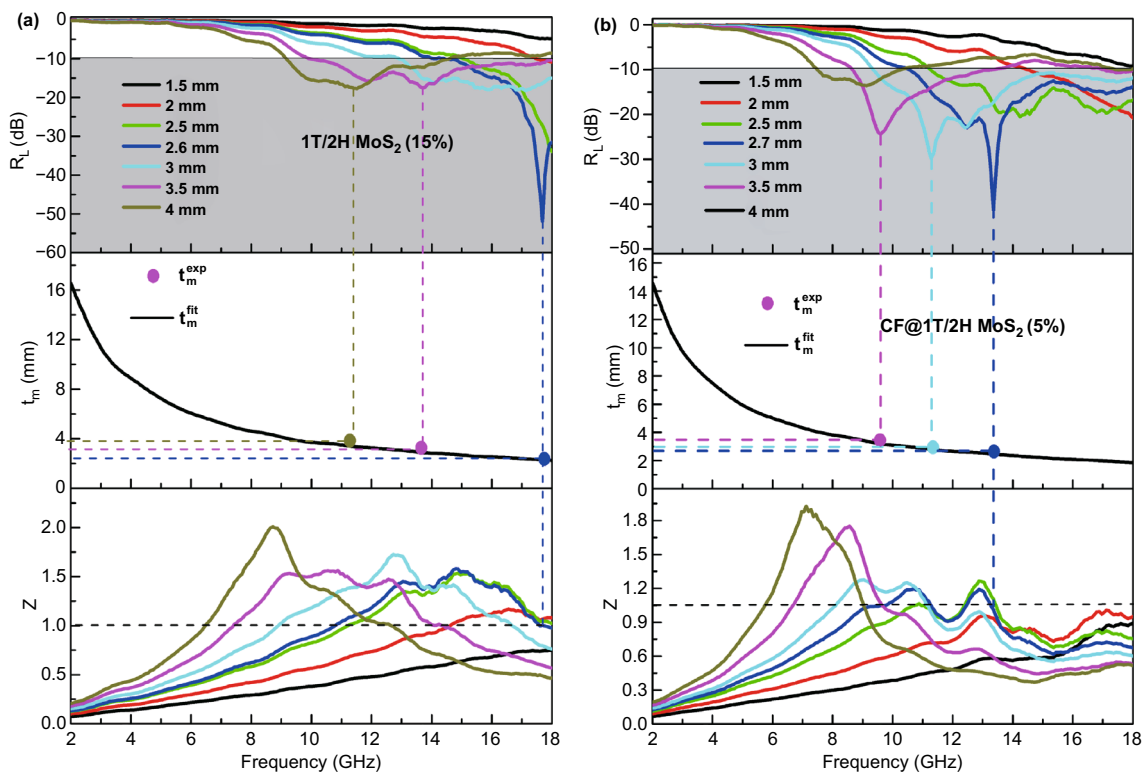 (a)
0
−10
−20
−30
−40
−50
−60
R_L (dB)
1.5 mm
2 mm
2.5 mm
2.6 mm
3 mm
3.5 mm
4 mm
1T/2H MoS₂ (15%)
16
12
8
4
0
t_m (mm)
t_m^exp
t_m^fit
2.0
1.5
1.0
0.5
0.0
Z
2 4 6 8 10 12 14 16 18
Frequency (GHz)
(b)
0
−10
−20
−30
−40
−50
R_L (dB)
1.5 mm
2 mm
2.5 mm
2.7 mm
3 mm
3.5 mm
4 mm
16
14
12
10
8
6
4
2
0
t_m (mm)
t_m^exp
t_m^fit
CF@1T/2H MoS₂ (5%)
1.8
1.5
1.2
0.9
0.6
0.3
0.0
Z
2 4 6 8 10 12 14 16 18
Frequency (GHz)